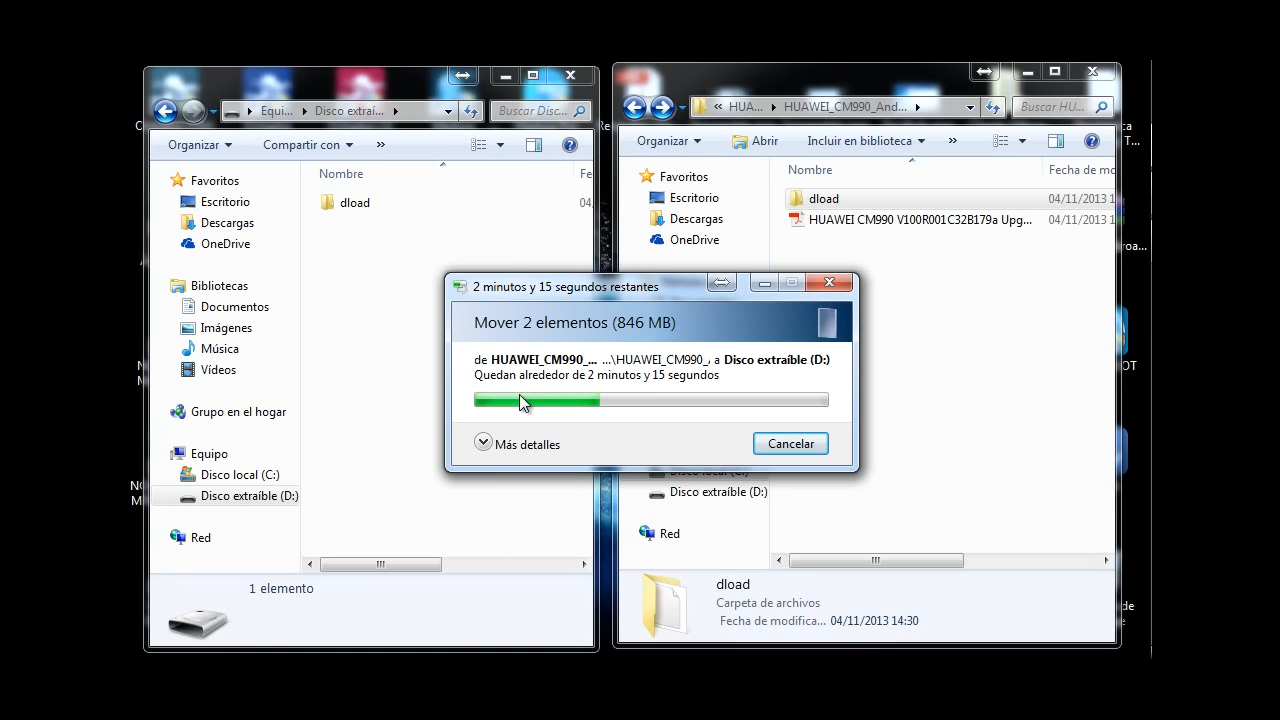 Equi...
Disco extraí...
Buscar Disc...
Organizar
Compartir con
»
Nombre
Fe
Favoritos
Escritorio
Descargas
OneDrive
dload
04/
Bibliotecas
Documentos
Imágenes
Música
Vídeos
Grupo en el hogar
Equipo
Disco local (C:)
Disco extraíble (D:)
Red
1 elemento
«
HUA...
HUAWEI_CM990_And...
Buscar HU...
Organizar
Abrir
Incluir en biblioteca
»
Nombre
Fecha de mo
Favoritos
Escritorio
Descargas
OneDrive
dload
04/11/2013 1
HUAWEI CM990 V100R001C32B179a Upg...
04/11/2013 1
Disco extraíble (D:)
Red
dload
Carpeta de archivos
Fecha de modifica... 04/11/2013 14:30
2 minutos y 15 segundos restantes
Mover 2 elementos (846 MB)
de HUAWEI_CM990_... ...\HUAWEI_CM990_A a Disco extraíble (D:)
Quedan alrededor de 2 minutos y 15 segundos
Más detalles
Cancelar